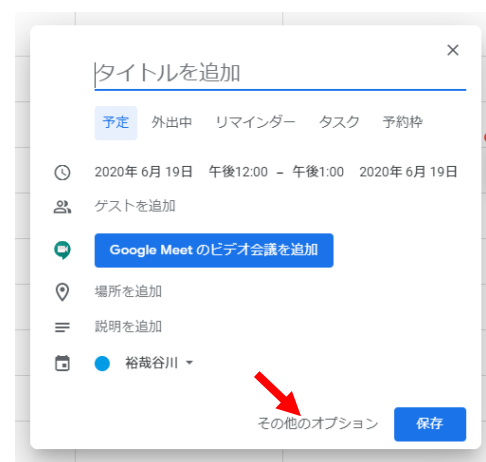 タイトルを追加
予定 外出中 リマインダー タスク 予約枠
2020年 6月 19日 午後12:00 – 午後1:00 2020年 6月 19日
ゲストを追加
Google Meet のビデオ会議を追加
場所を追加
説明を追加
裕哉谷川
その他のオプション 保存